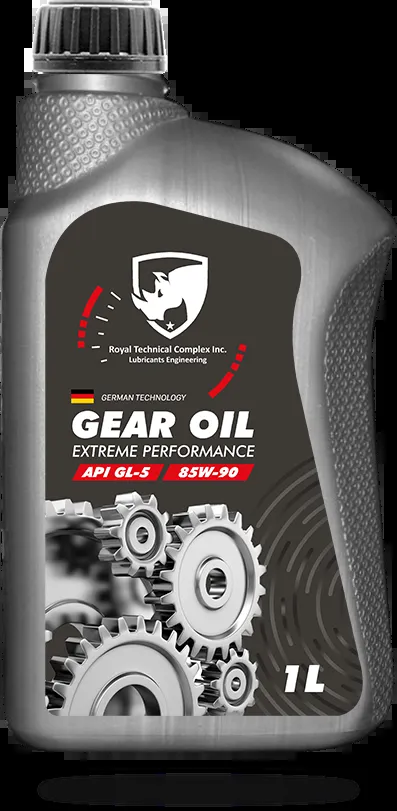 Royal Technical Complex Inc.
Lubricants Engineering
GERMAN TECHNOLOGY
GEAR OIL
EXTREME PERFORMANCE
API GL-5 85W-90
1L